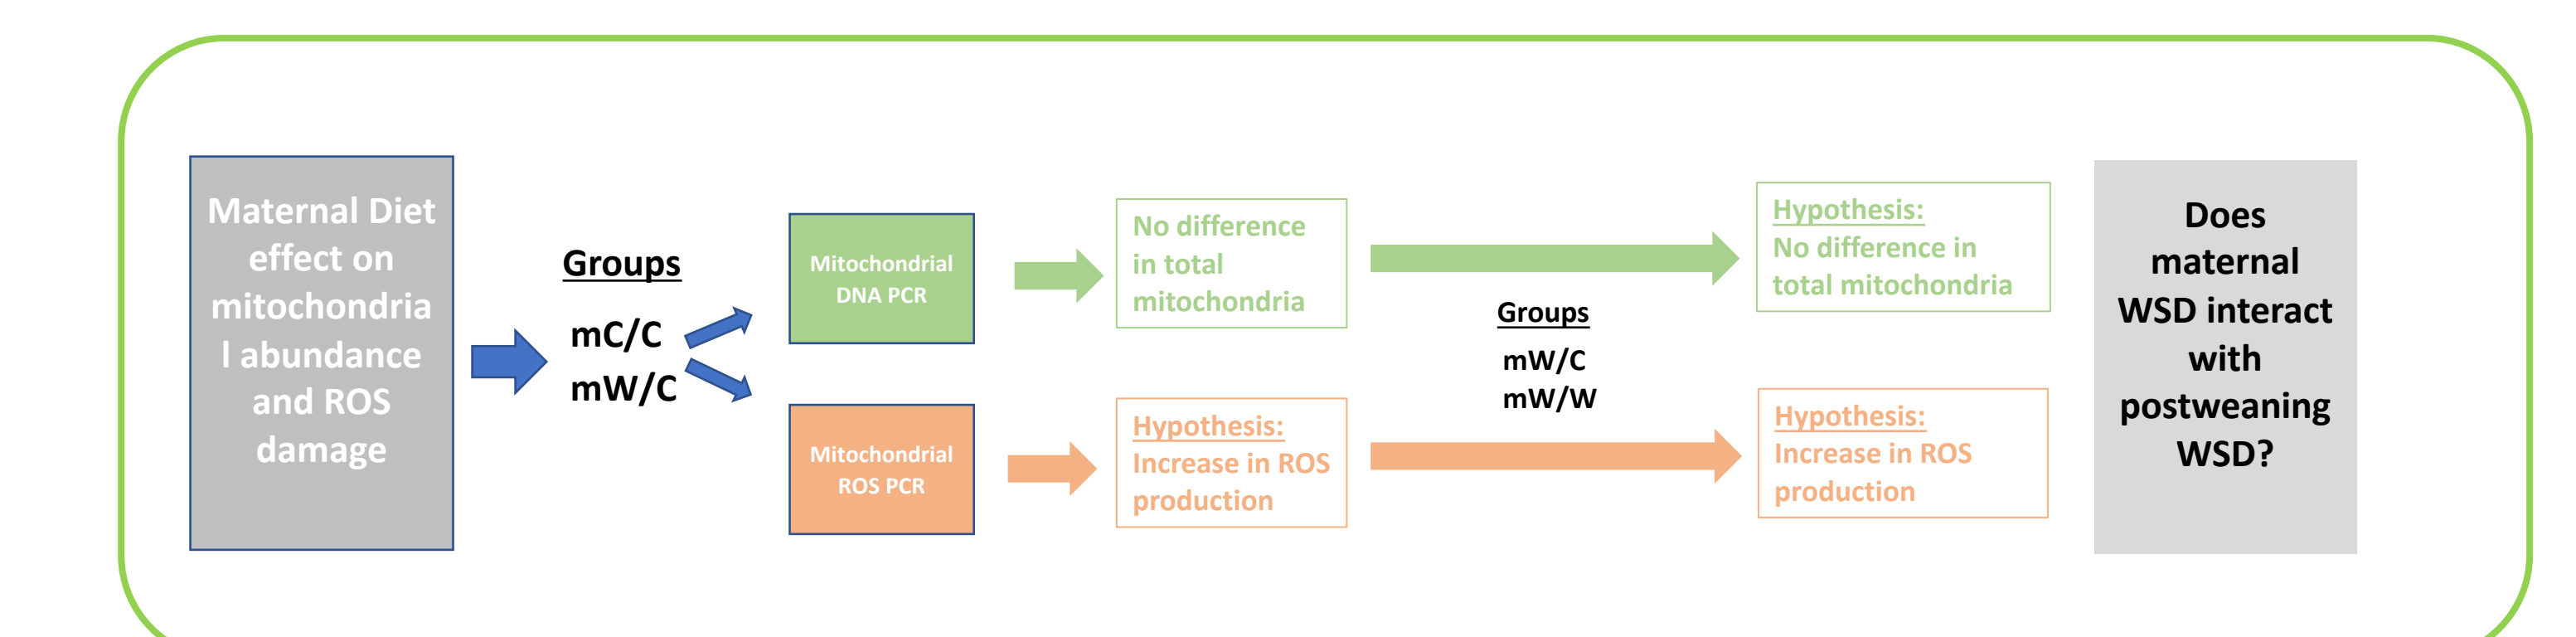 Maternal Diet
effect on
mitochondria
l abundance
and ROS
damage
Groups
mC/C
mW/C
Mitochondrial
DNA PCR
Mitochondrial
ROS PCR
No difference
in total
mitochondria
Hypothesis:
Increase in ROS
production
Groups
mW/C
mW/W
Hypothesis:
No difference in
total mitochondria
Hypothesis:
Increase in ROS
production
Does
maternal
WSD interact
with
postweaning
WSD?